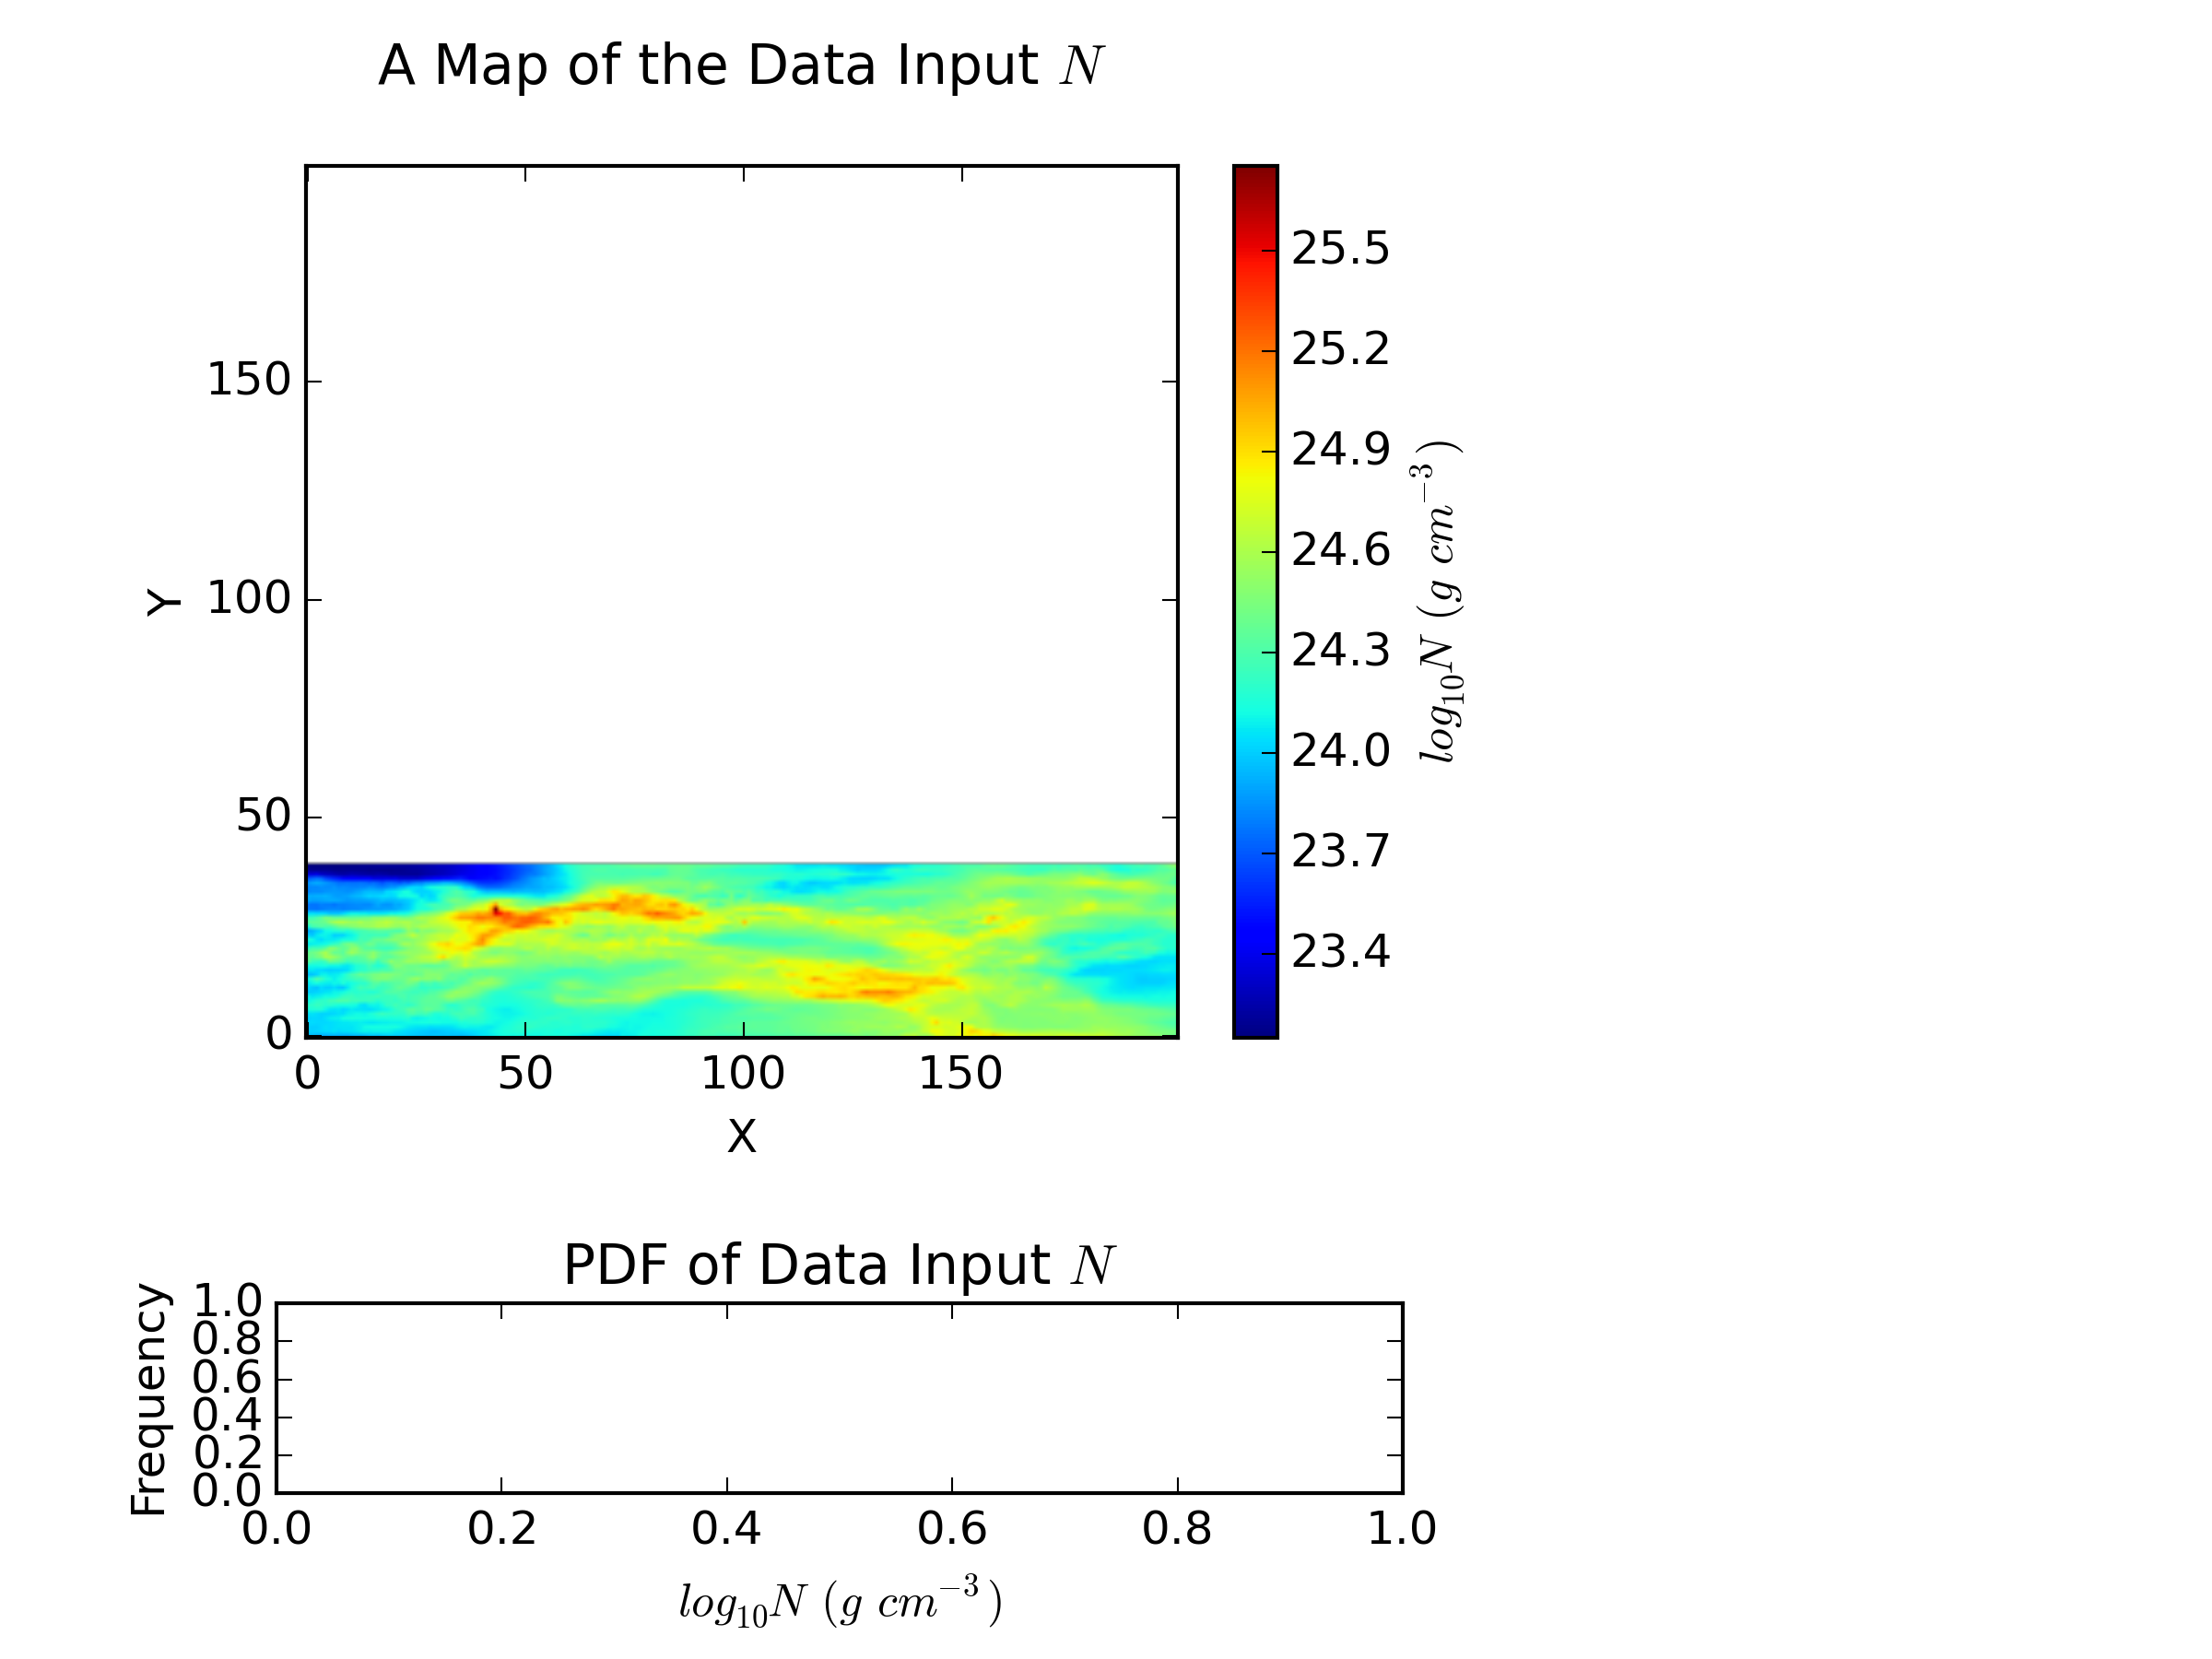 A Map of the Data Input N
150
100
50
0
Y
0 50 100 150
X
25.5
25.2
24.9
24.6
24.3
24.0
23.7
23.4
log10N (g cm−3)
PDF of Data Input N
Frequency
1.0
0.8
0.6
0.4
0.2
0.0
0.0 0.2 0.4 0.6 0.8 1.0
log10N (g cm−3)